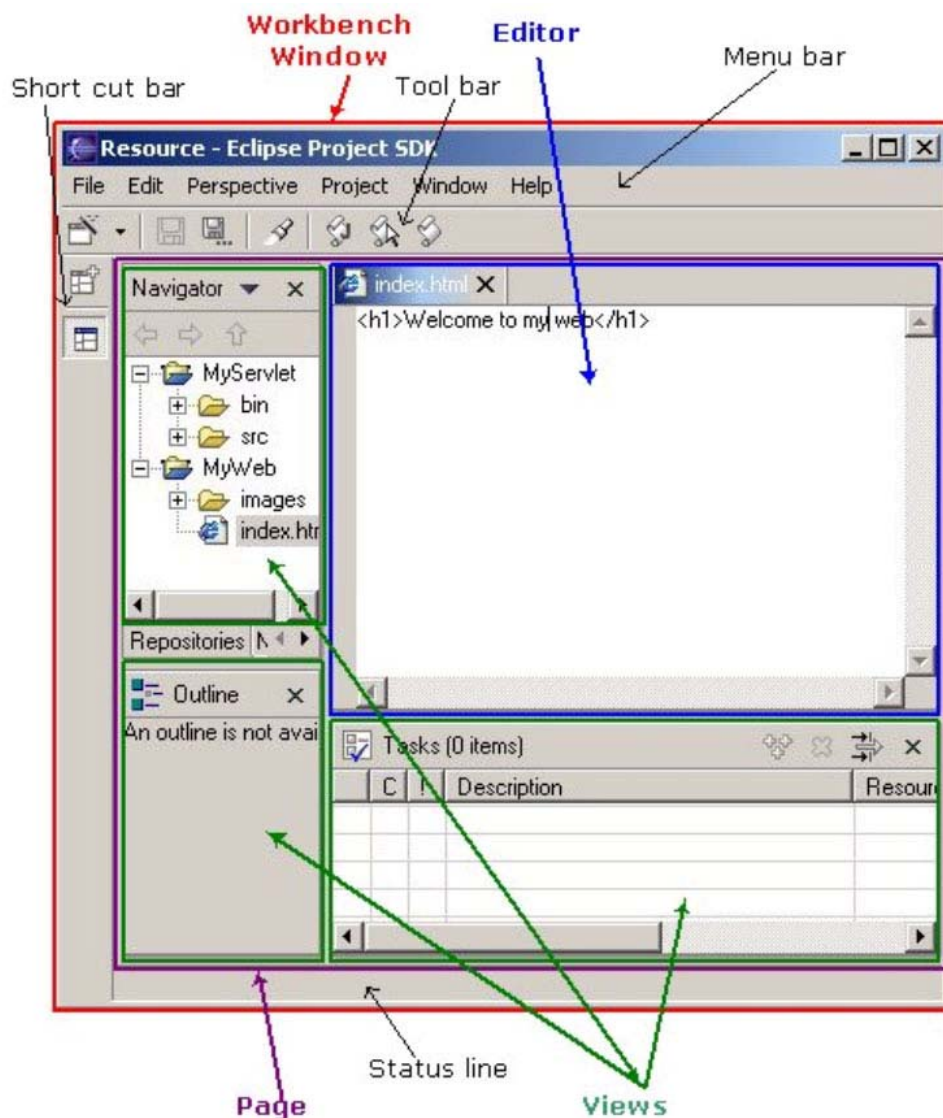 Workbench
Window
Editor
Menu bar
Short cut bar
Tool bar
Resource - Eclipse Project SDK
File Edit Perspective Project Window Help
Navigator
index.html
<h1>Welcome to my web</h1>
MyServlet
bin
src
MyWeb
images
index.htm
Repositories N
Outline
An outline is not avai
Tasks (0 items)
C ! Description Resour
Status line
Page
Views